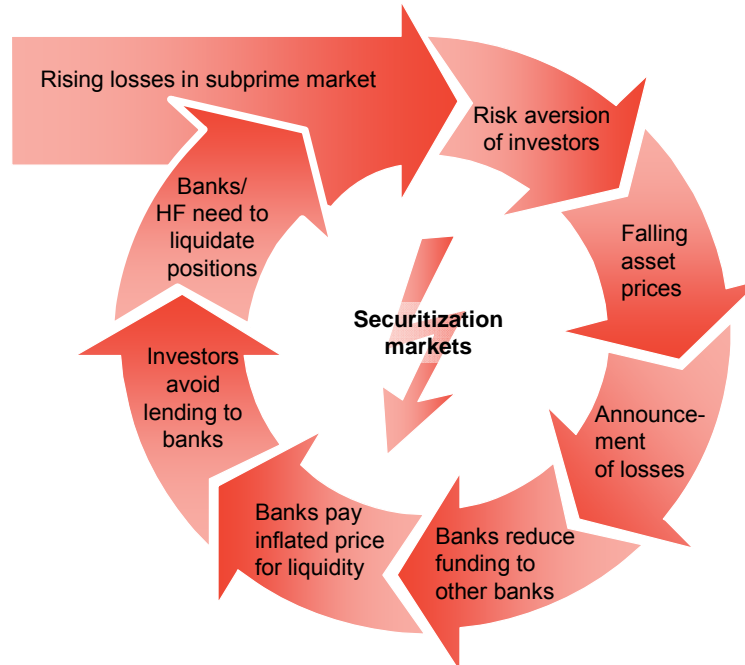 Rising losses in subprime market
Risk aversion
of investors
Falling
asset
prices
Announce-
ment
of losses
Banks reduce
funding to
other banks
Banks pay
inflated price
for liquidity
Investors
avoid
lending to
banks
Banks/
HF need to
liquidate
positions
Securitization
markets